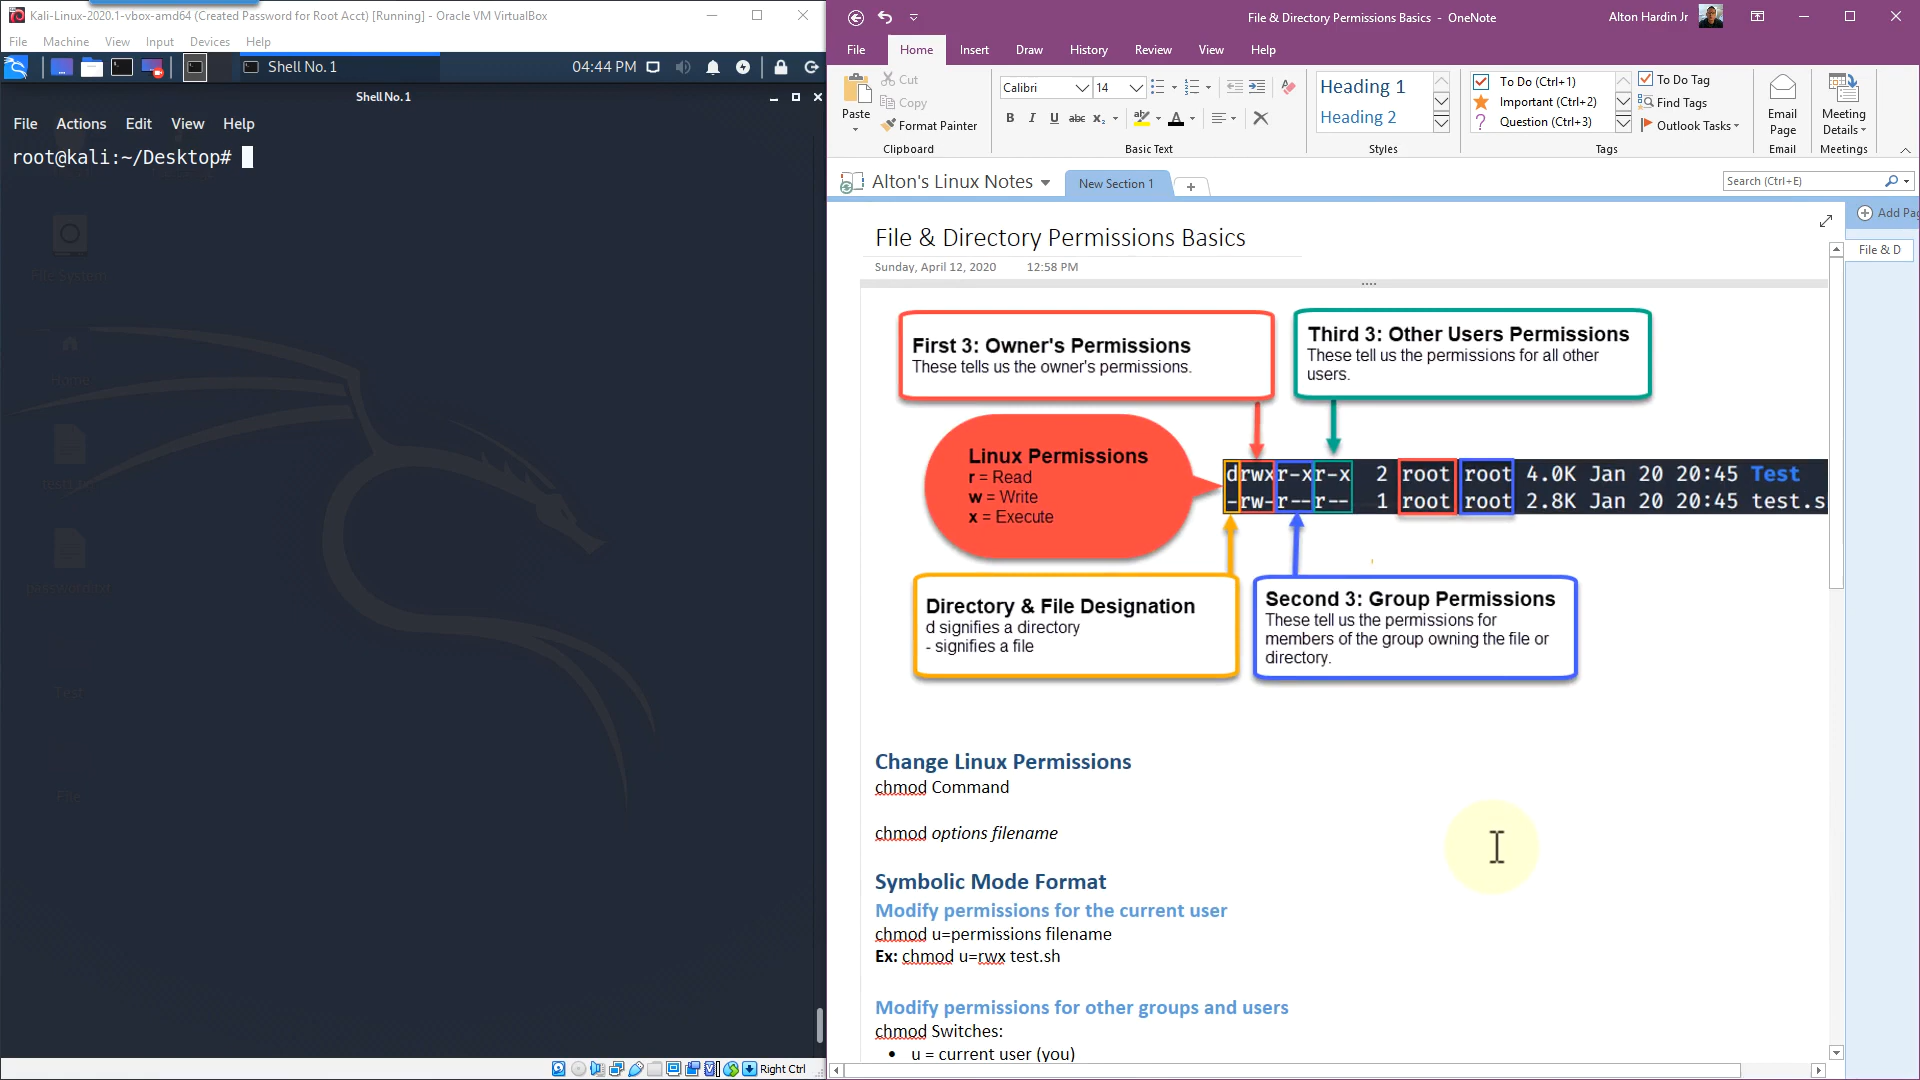 Kali-Linux-2020.1-vbox-amd64 (Created Password for Root Acct) [Running] - Oracle VM VirtualBox
File Machine View Input Devices Help
Shell No. 1
04:44 PM
Shell No.1
File Actions Edit View Help
root@kali:~/Desktop#
File System
Home
Test
File
Right Ctrl
File & Directory Permissions Basics - OneNote
Alton Hardin Jr
File Home Insert Draw History Review View Help
Paste
Cut
Copy
Format Painter
Clipboard
Calibri
14
B I U abc x₂ A
Basic Text
Heading 1
Heading 2
Styles
To Do (Ctrl+1)
Important (Ctrl+2)
Question (Ctrl+3)
To Do Tag
Find Tags
Outlook Tasks
Tags
Email Page
Email
Meeting Details
Meetings
Alton's Linux Notes
New Section 1
Search (Ctrl+E)
Add Pag
File & D
File & Directory Permissions Basics
Sunday, April 12, 2020 12:58 PM
First 3: Owner's Permissions
These tells us the owner's permissions.
Third 3: Other Users Permissions
These tell us the permissions for all other
users.
Linux Permissions
r = Read
w = Write
x = Execute
drwxr-xr-x 2 root root 4.0K Jan 20 20:45 Test
-rw-r--r-- 1 root root 2.8K Jan 20 20:45 test.s
Directory & File Designation
d signifies a directory
- signifies a file
Second 3: Group Permissions
These tell us the permissions for
members of the group owning the file or
directory.
Change Linux Permissions
chmod Command
chmod options filename
Symbolic Mode Format
Modify permissions for the current user
chmod u=permissions filename
Ex: chmod u=rwx test.sh
Modify permissions for other groups and users
chmod Switches:
• u = current user (you)